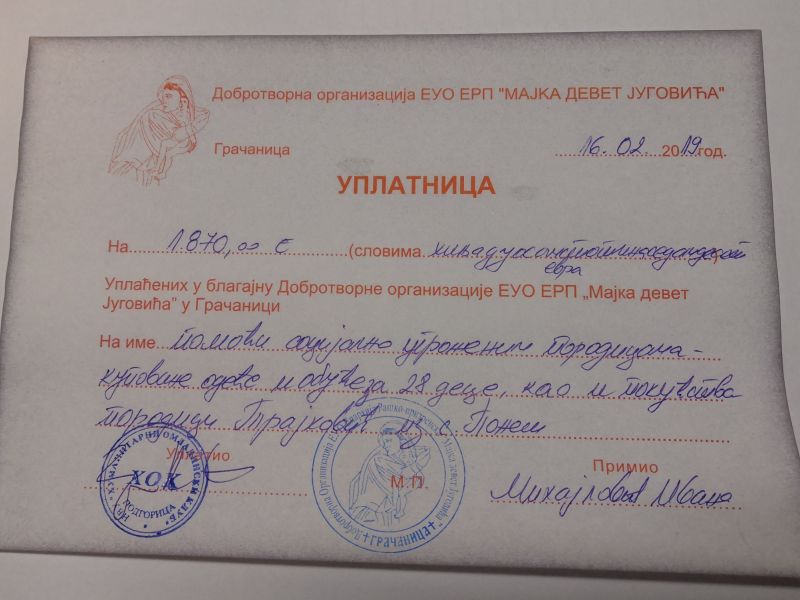 Добротворна организација ЕУО ЕРП "МАЈКА ДЕВЕТ ЈУГОВИЋА"
Грачаница
16. 02. 2019 год.
УПЛАТНИЦА
На 1.870,00 € (словима хиљаду осамстотинаседамдесет
евра
Уплаћених у благајну Добротворне организације ЕУО ЕРП „Мајка девет
Југовића" у Грачаници
На име помоћи социјално угроженим породицама -
куповине одеће и обуће за 28 деце, као и покућства
породици Трајковић из с. Понеш
Уплатио
М.П.
Примио
Михајловић Ивана
ХОК
ПОДГОРИЦА
ГРАЧАНИЦА